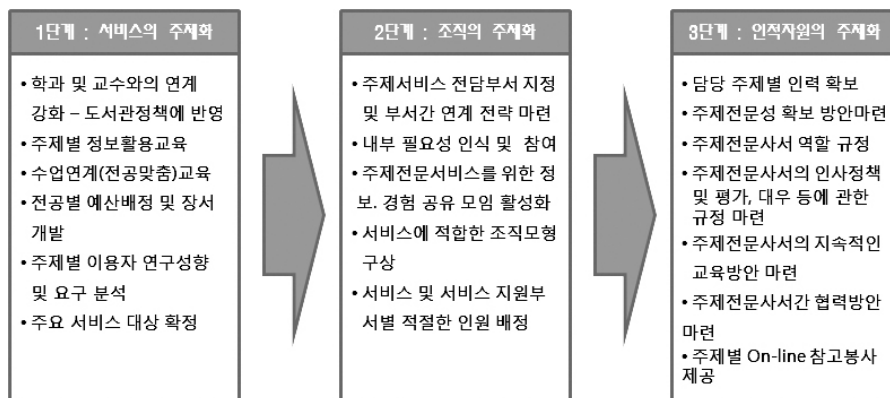 1단계 : 서비스의 주제화
• 학과 및 교수와의 연계
강화 – 도서관정책에 반영
• 주제별 정보활용교육
• 수업연계(전공맞춤)교육
• 전공별 예산배정 및 장서
개발
• 주제별 이용자 연구성향
및 요구 분석
• 주요 서비스 대상 확정
2단계 : 조직의 주제화
• 주제서비스 전담부서 지정
및 부서간 연계 전략 마련
• 내부 필요성 인식 및 참여
• 주제전문서비스를 위한 정
보. 경험 공유 모임 활성화
• 서비스에 적합한 조직모형
구상
• 서비스 및 서비스 지원부
서별 적절한 인원 배정
3단계 : 인적자원의 주제화
• 담당 주제별 인력 확보
• 주제전문성 확보 방안마련
• 주제전문사서 역할 규정
• 주제전문사서의 인사정책
및 평가, 대우 등에 관한
규정 마련
• 주제전문사서의 지속적인
교육방안 마련
• 주제전문사서간 협력방안
마련
• 주제별 On-line 참고봉사
제공